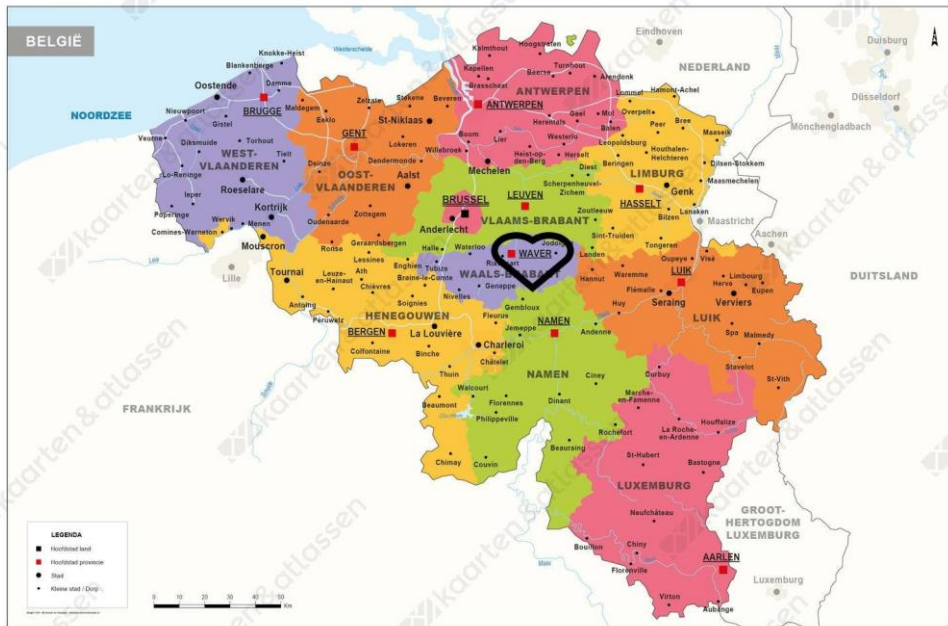 BELGIË
NOORDZEE
NEDERLAND
DUITSLAND
FRANKRIJK
GROOT-
HERTOGDOM
LUXEMBURG
Westerschelde
Eindhoven
Duisburg
Düsseldorf
Mönchengladbach
Maastricht
Aachen
Lille
Luxemburg
WEST-
VLAANDEREN
Knokke-Heist
Blankenberge
Oostende
Damme
BRUGGE
Nieuwpoort
Gistel
Veurne
Diksmuide
Torhout
Tielt
Lo-Reninge
Roeselare
Ieper
Poperinge
Kortrijk
Wervik
Menen
OOST-
VLAANDEREN
Maldegem
Eeklo
Zelzate
Stekene
Beveren
St-Niklaas
GENT
Deinze
Lokeren
Dendermonde
Aalst
Oudenaarde
Zottegem
Ronse
Geraardsbergen
ANTWERPEN
Kalmthout
Hoogstraten
Kapellen
Brasschaat
Baerse
Turnhout
Arendonk
ANTWERPEN
Herentals
Geel
Mol
Balen
Boom
Lier
Westerlo
Willebroek
Heist-op-
den-Berg
Herselt
Mechelen
LIMBURG
Lommel
Hamont-Achel
Overpelt
Peer
Bree
Maaseik
Leopoldsburg
Houthalen-
Helchteren
Beringen
Dilsen-Stokkem
Genk
Maasmechelen
HASSELT
Bilzen
Lanaken
Sint-Truiden
Tongeren
VLAAMS-BRABANT
BRUSSEL
Anderlecht
LEUVEN
Diest
Scherpenheuvel-
Zichem
Zoutleeuw
Landen
Halle
WAALS-BRABANT
Waterloo
WAVER
Tubize
Genappe
Nivelles
HENEGOUWEN
Comines-Warneton
Mouscron
Tournai
Leuze-
en-Hainaut
Ath
Lessines
Enghien
Chièvres
Braine-le-Comte
Soignies
Antoing
Péruwelz
BERGEN
La Louvière
Colfontaine
Binche
Charleroi
Châtelet
Fleurus
Thuin
Beaumont
Chimay
NAMEN
Gembloux
Jemeppe
NAMEN
Andenne
Walcourt
Florennes
Philippeville
Dinant
Ciney
Rochefort
Beauraing
Couvin
LUIK
Hannut
Waremme
Oupeye
Visé
LUIK
Flémalle
Seraing
Huy
Herve
Limbourg
Eupen
Verviers
Spa
Malmedy
Stavelot
St-Vith
LUXEMBURG
Durbuy
Marche-
en-Famenne
La Roche-
en-Ardenne
Houffalize
St-Hubert
Bastogne
Neufchâteau
Bouillon
Chiny
Florenville
AARLEN
Virton
Aubange
LEGENDA
Hoofdstad land
Hoofdstad provincie
Stad
Kleine stad / Dorp
0 10 20 30 40 50
Km
kaarten & atlassen